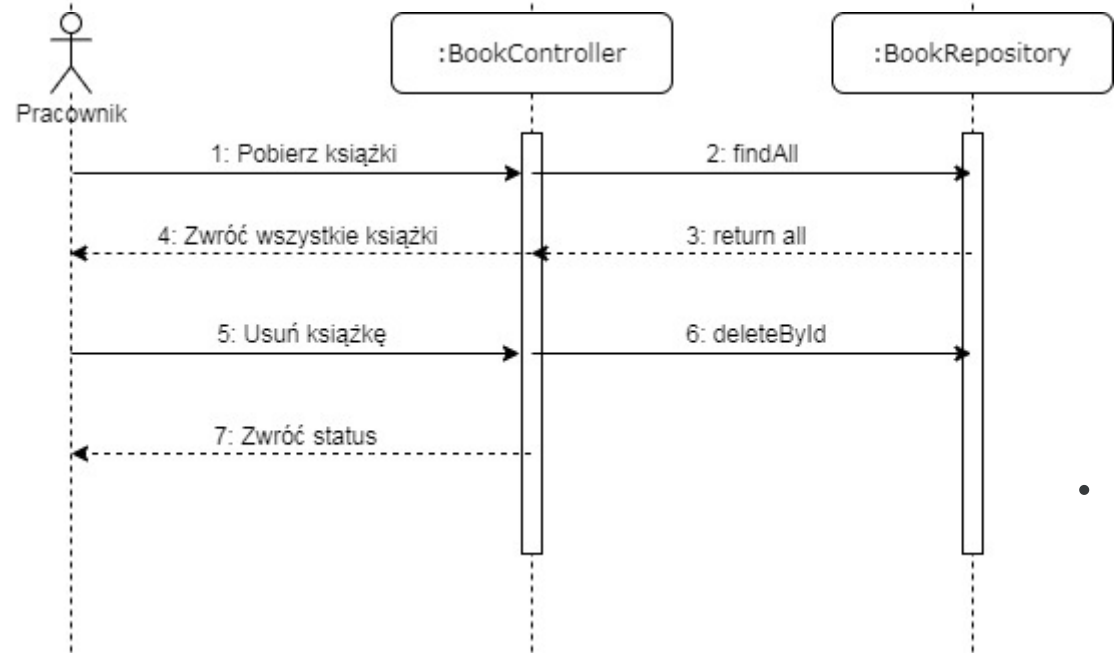 :BookController
:BookRepository
Pracownik
1: Pobierz książki
2: findAll
4: Zwróć wszystkie książki
3: return all
5: Usuń książkę
6: deleteById
7: Zwróć status